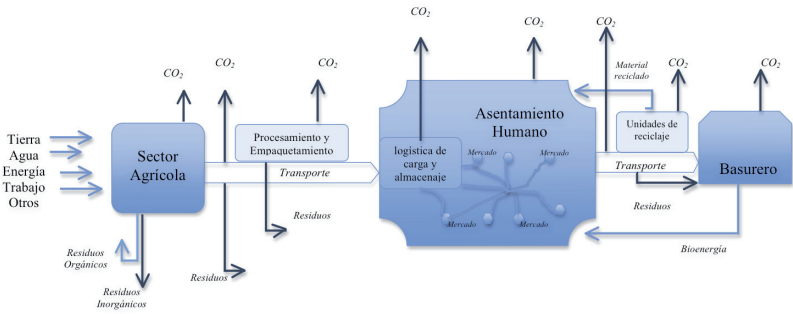 CO2
CO2
CO2
CO2
CO2
CO2
CO2
CO2
Material
reciclado
Tierra
Agua
Energía
Trabajo
Otros
Sector
Agrícola
Procesamiento y
Empaquetamiento
Transporte
Asentamiento
Humano
logística de
carga y
almacenaje
Mercado
Mercado
Mercado
Mercado
Unidades de
reciclaje
Transporte
Basurero
Residuos
Residuos
Residuos
Orgánicos
Residuos
Inorgánicos
Residuos
Bioenergía